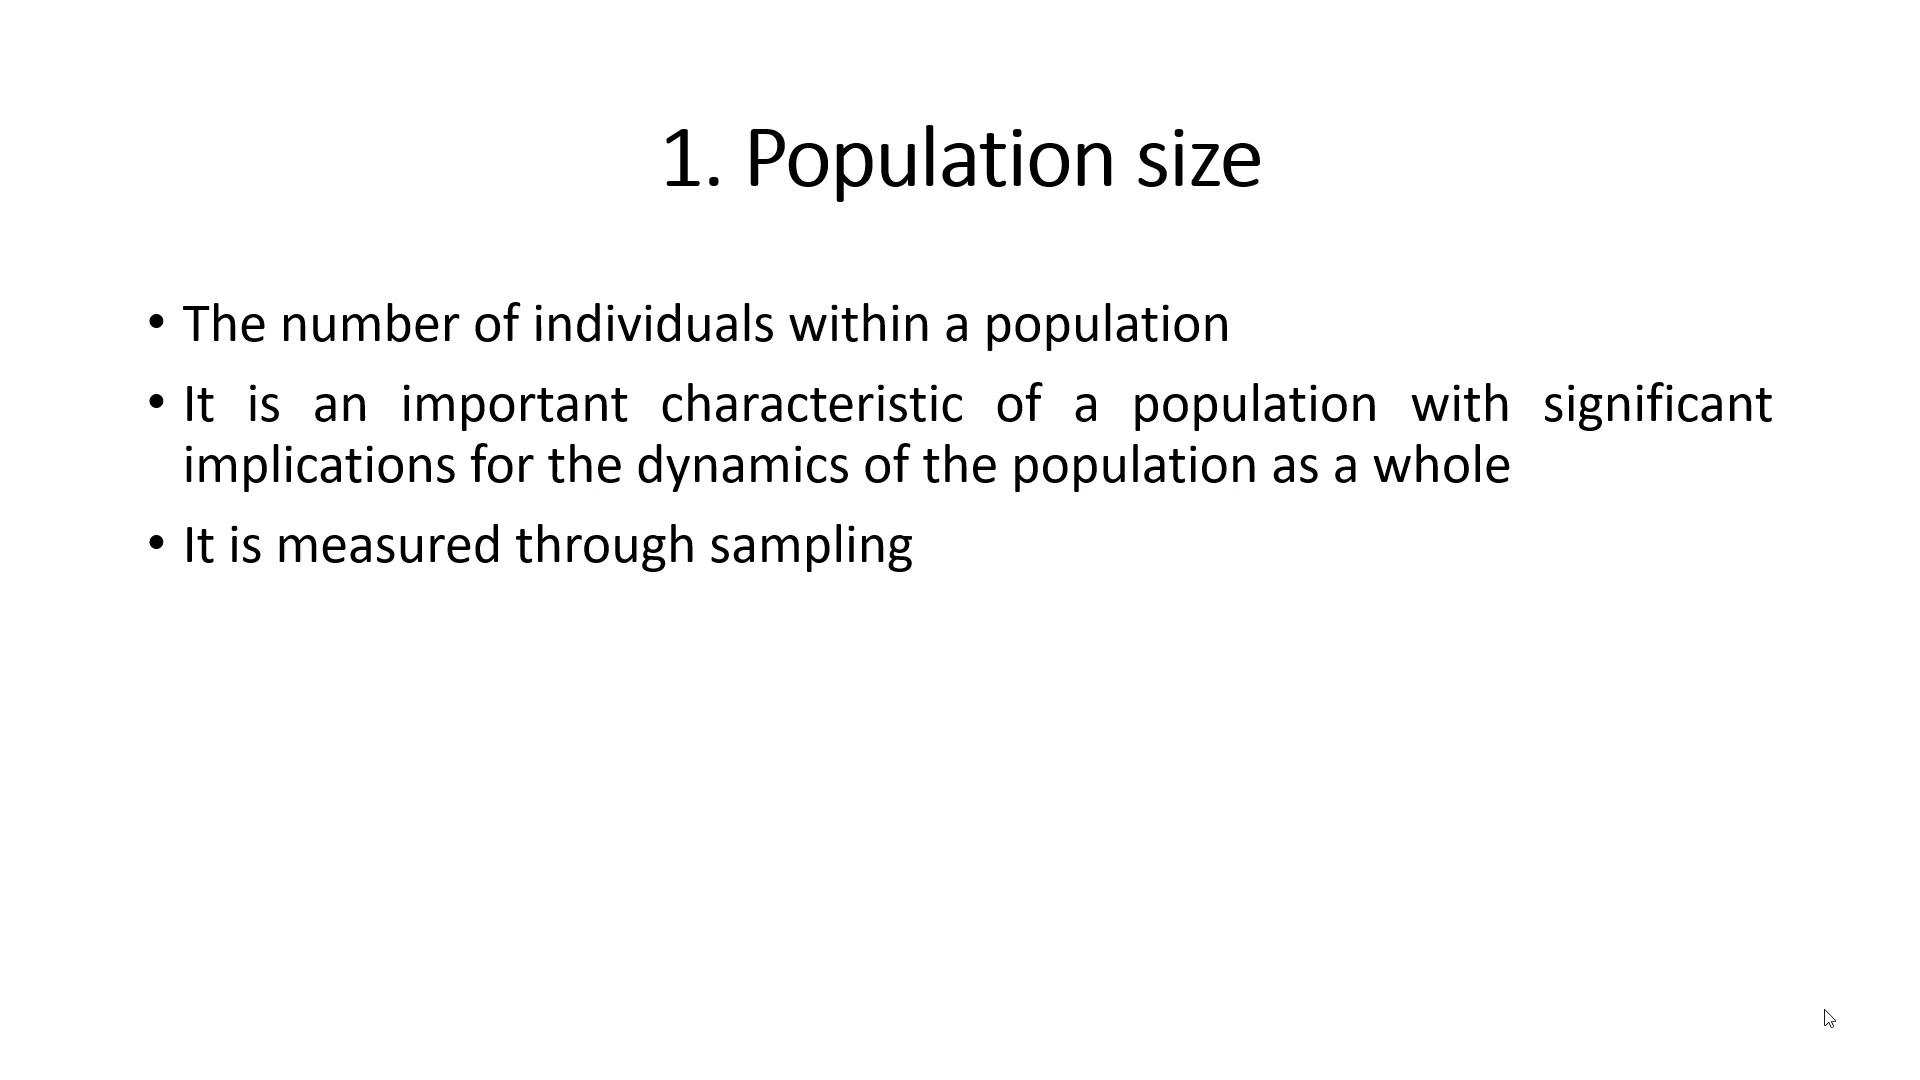 1. Population size
• The number of individuals within a population
• It is an important characteristic of a population with significant
implications for the dynamics of the population as a whole
• It is measured through sampling